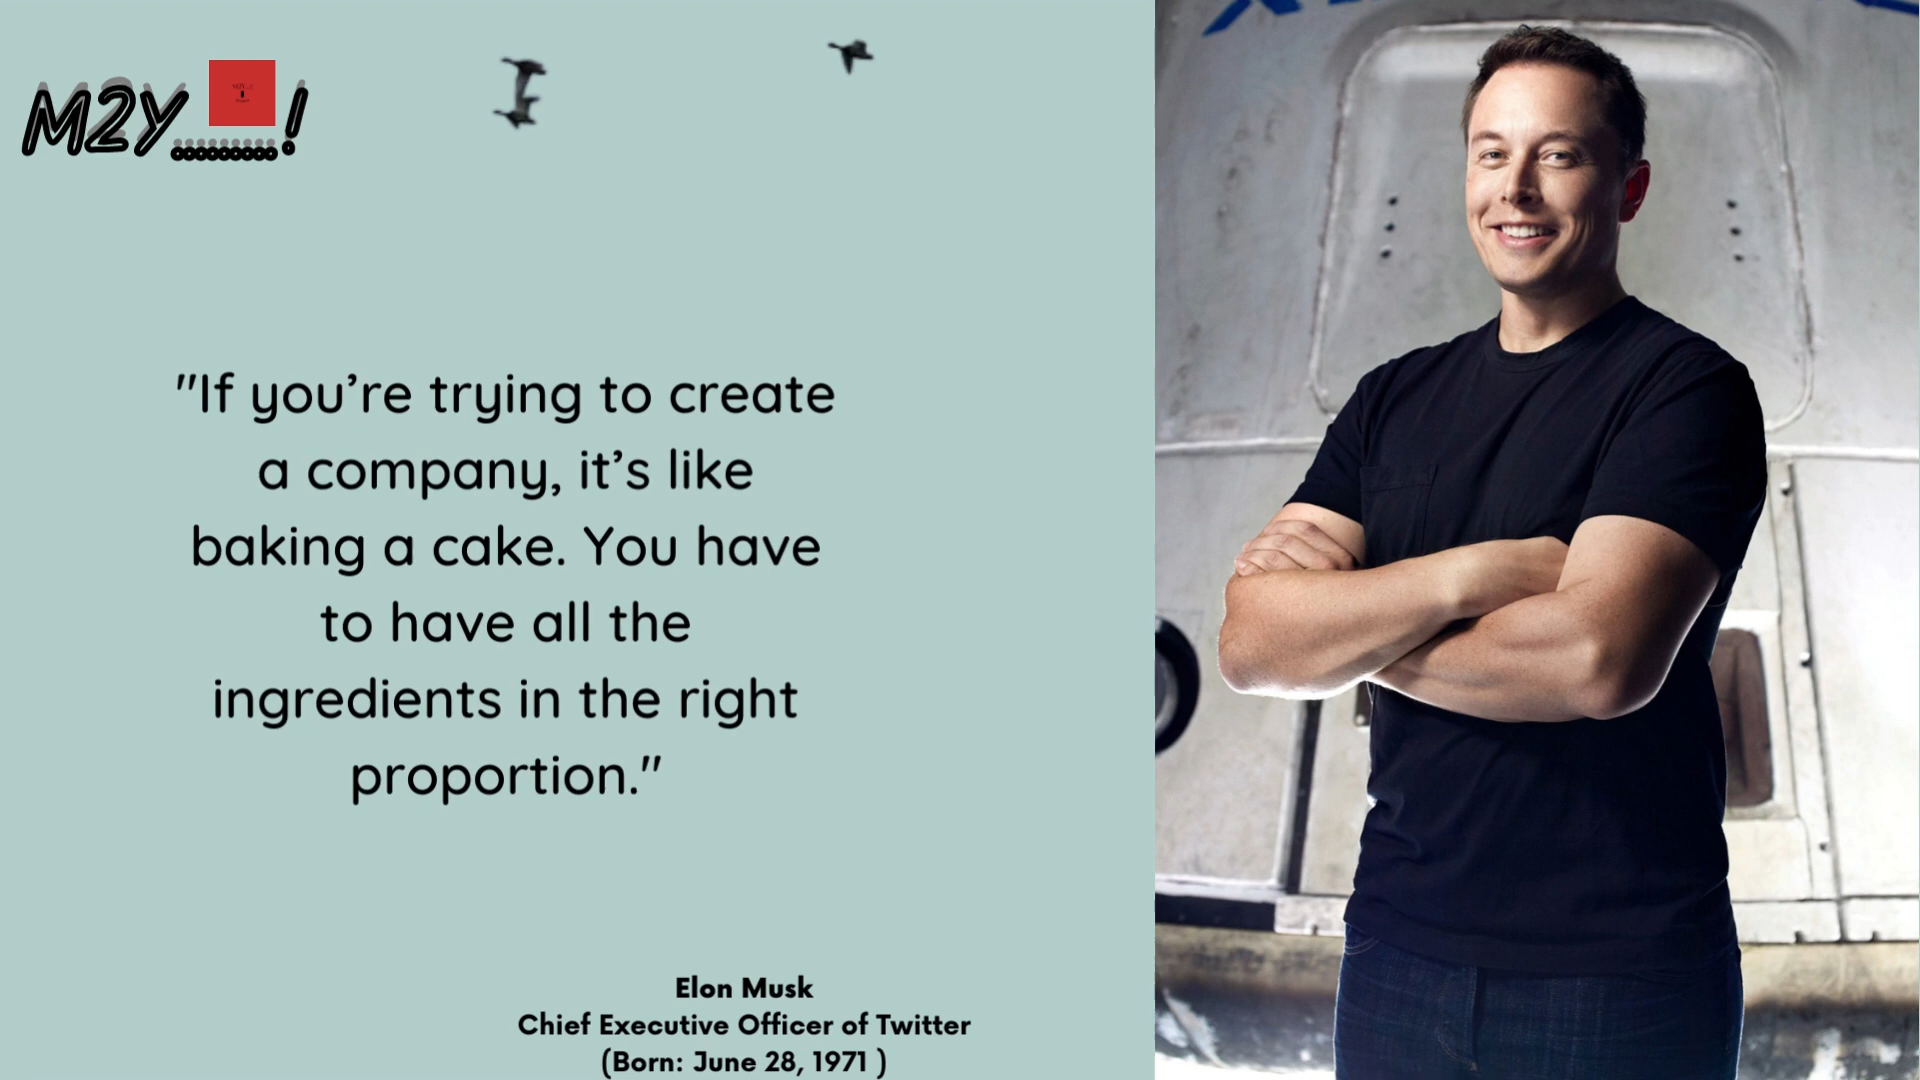 M2Y.........!
"If you’re trying to create
a company, it’s like
baking a cake. You have
to have all the
ingredients in the right
proportion."
Elon Musk
Chief Executive Officer of Twitter
(Born: June 28, 1971 )